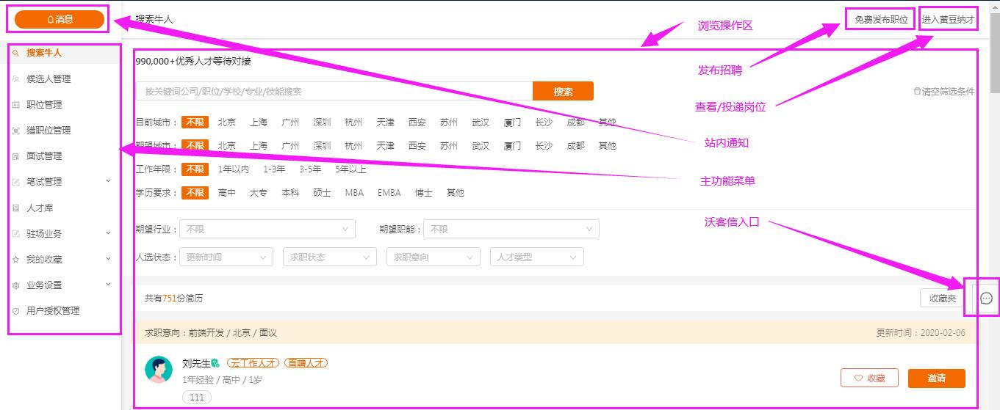 消息
搜索牛人
免费发布职位
进入黄豆纳才
搜索牛人
候选人管理
职位管理
猎职位管理
面试管理
笔试管理
人才库
驻场业务
我的收藏
业务设置
用户授权管理
浏览操作区
发布招聘
查看/投递岗位
站内通知
主功能菜单
沃客信入口
990,000+优秀人才等待对接
按关键词公司/职位/学校/专业/技能搜索
搜索
清空筛选条件
目前城市： 不限 北京 上海 广州 深圳 杭州 天津 西安 苏州 武汉 厦门 长沙 成都 其他
期望城市： 不限 北京 上海 广州 深圳 杭州 天津 西安 苏州 武汉 厦门 长沙 成都 其他
工作年限： 不限 1年以内 1-3年 3-5年 5年以上
学历要求： 不限 高中 大专 本科 硕士 MBA EMBA 博士 其他
期望行业： 不限 期望职能： 不限
人选状态： 更新时间 求职状态 求职意向 人才类型
共有751份简历
收藏夹
求职意向：前端开发 / 北京 / 面议
更新时间：2020-02-06
刘先生 云工作人才 直聘人才
1年经验 / 高中 / 1岁
111
收藏
邀请